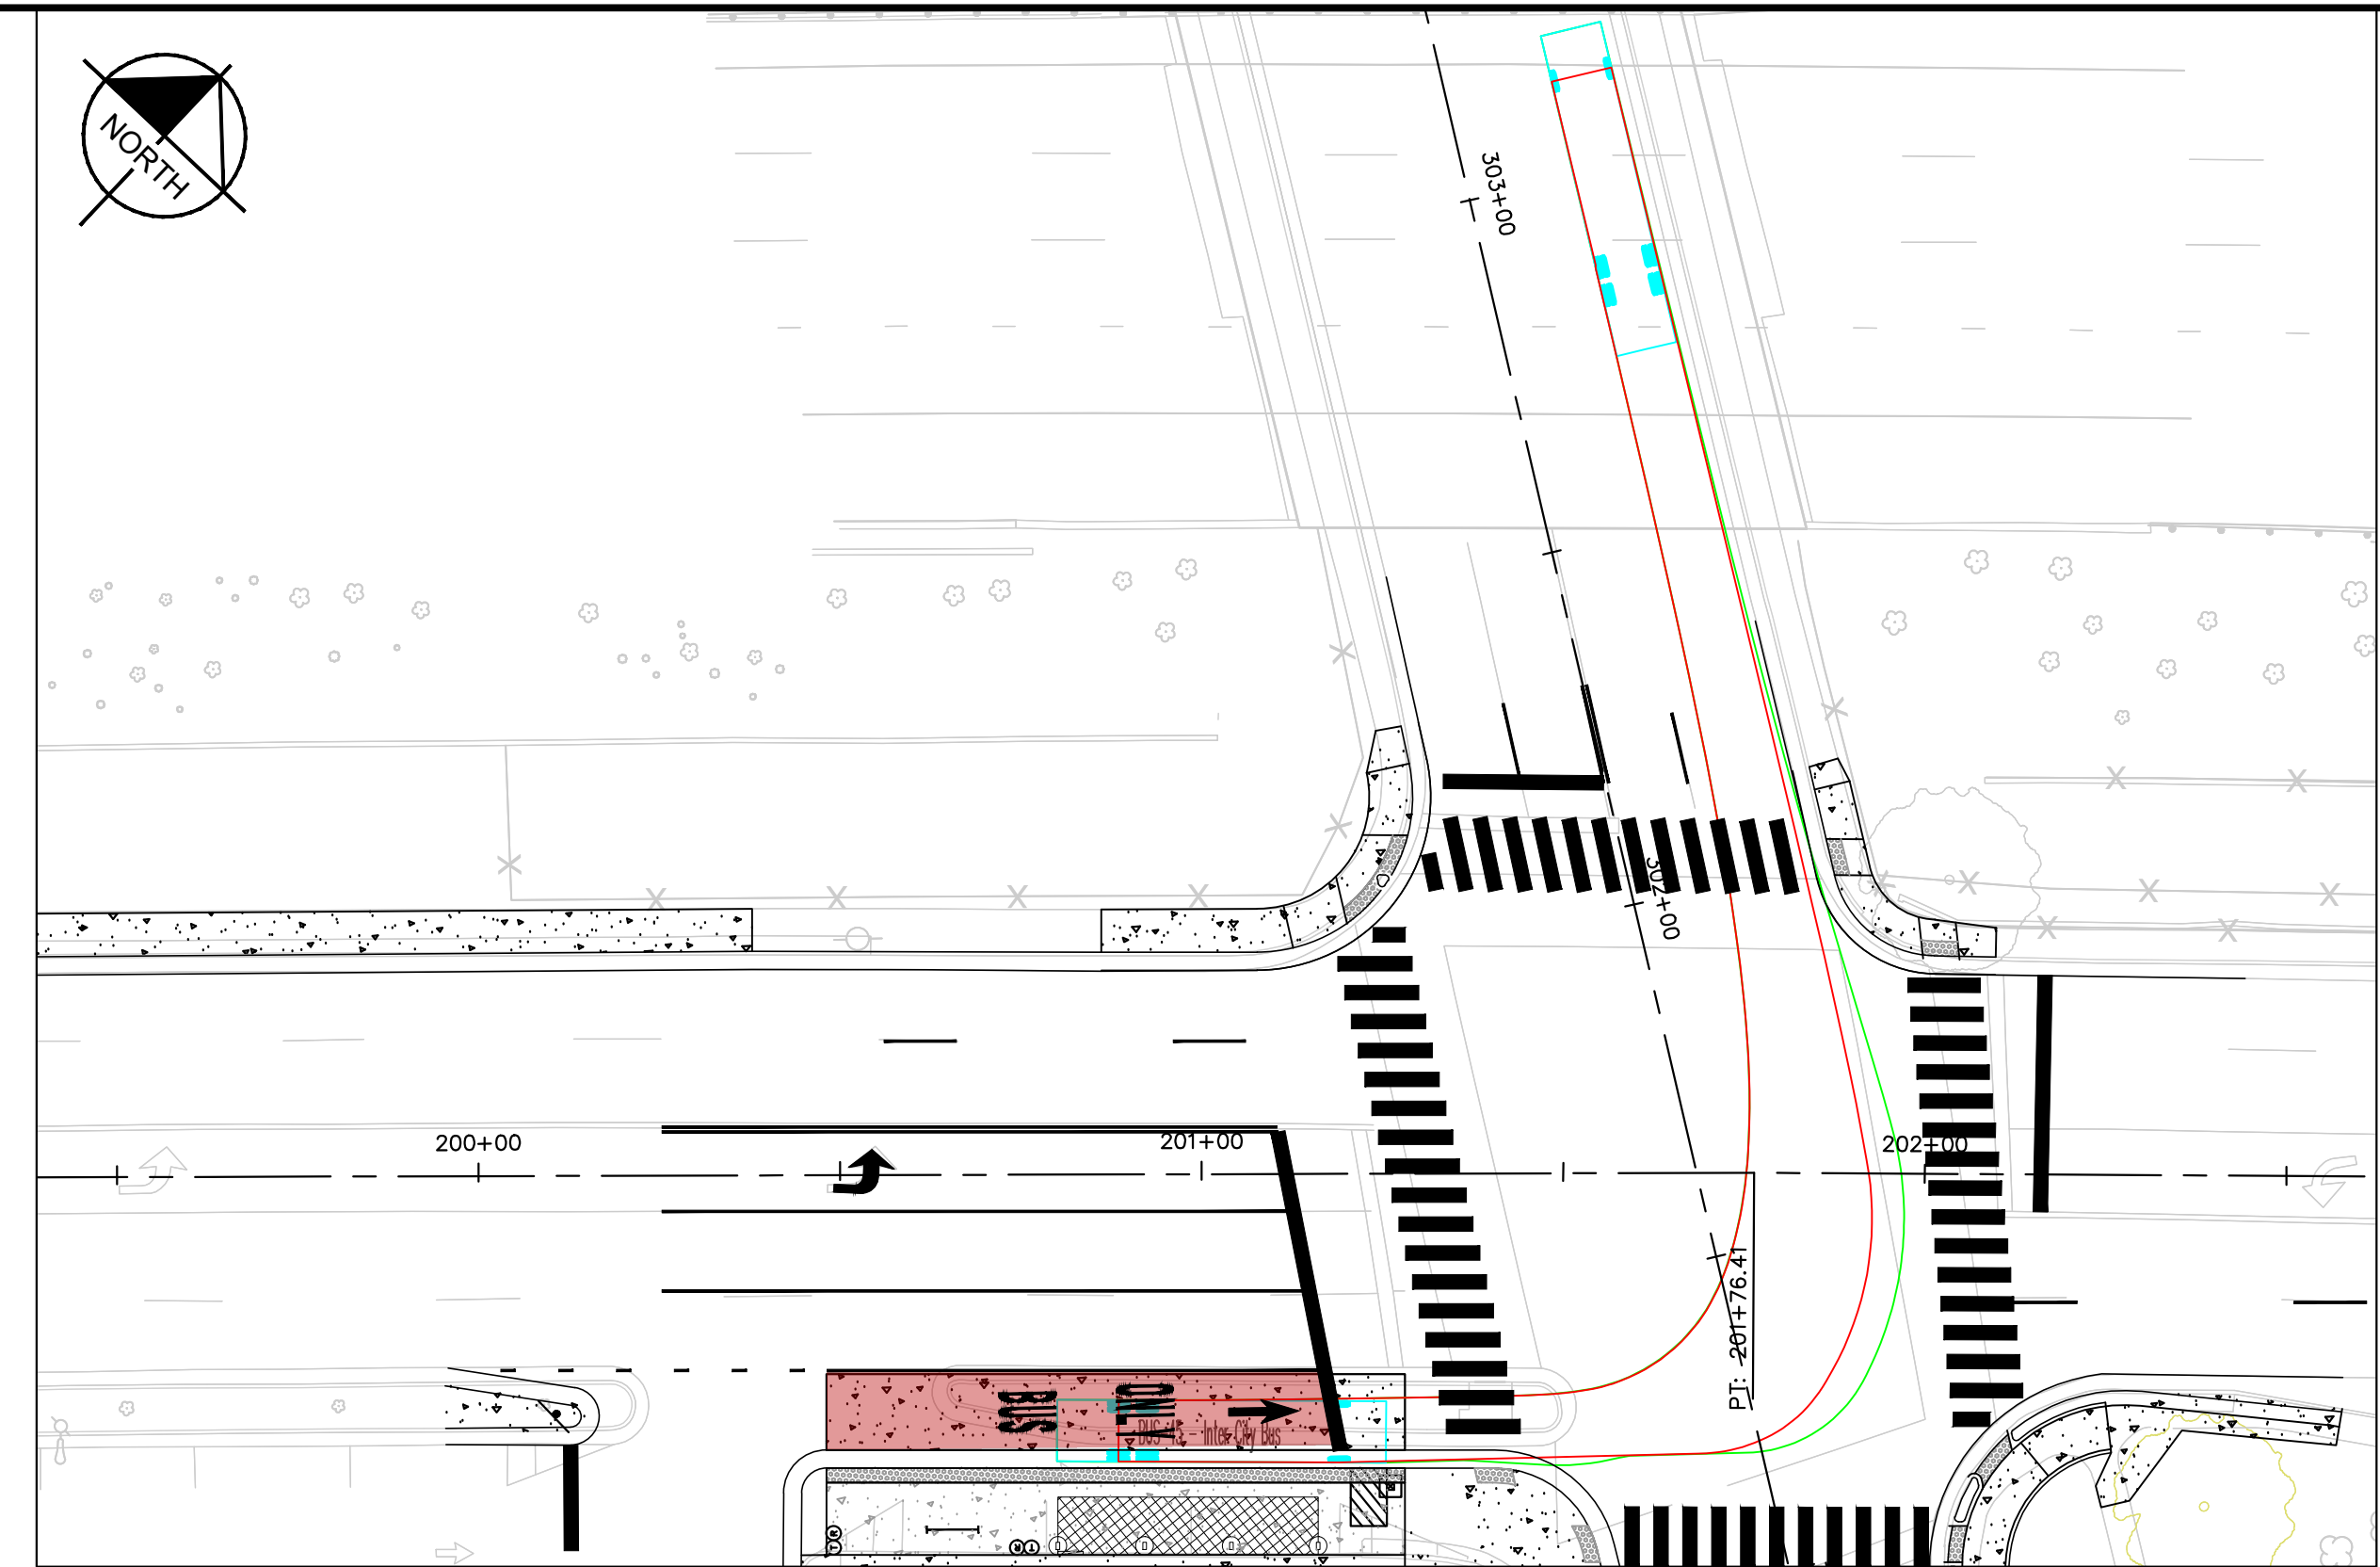 NORTH
303+00
302+00
200+00
201+00
202+00
PT: 201+76.41
BUS
ONLY
BUS-45 - Inter-City Bus
T R
T R